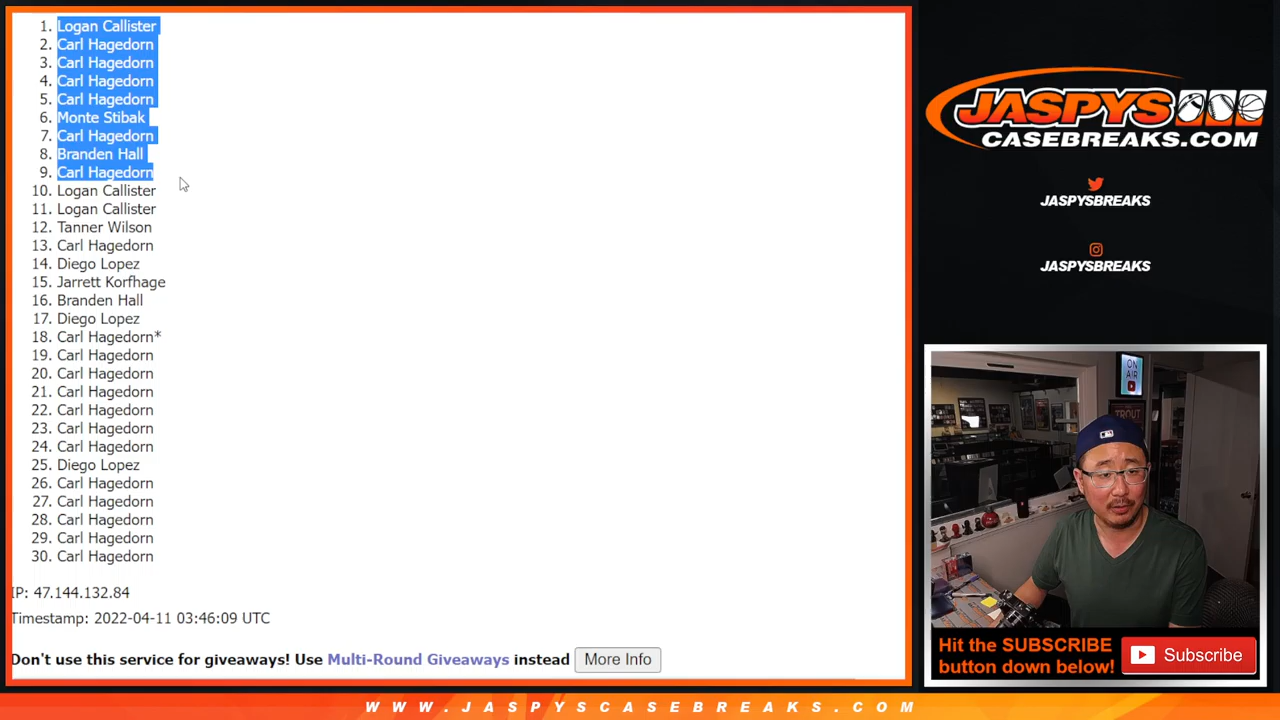 1. Logan Callister
2. Carl Hagedorn
3. Carl Hagedorn
4. Carl Hagedorn
5. Carl Hagedorn
6. Monte Stibak
7. Carl Hagedorn
8. Branden Hall
9. Carl Hagedorn
10. Logan Callister
11. Logan Callister
12. Tanner Wilson
13. Carl Hagedorn
14. Diego Lopez
15. Jarrett Korfhage
16. Branden Hall
17. Diego Lopez
18. Carl Hagedorn*
19. Carl Hagedorn
20. Carl Hagedorn
21. Carl Hagedorn
22. Carl Hagedorn
23. Carl Hagedorn
24. Carl Hagedorn
25. Diego Lopez
26. Carl Hagedorn
27. Carl Hagedorn
28. Carl Hagedorn
29. Carl Hagedorn
30. Carl Hagedorn
IP: 47.144.132.84
Timestamp: 2022-04-11 03:46:09 UTC
Don't use this service for giveaways! Use Multi-Round Giveaways instead More Info
JASPYS
CASEBREAKS.COM
JASPYSBREAKS
JASPYSBREAKS
ON
AIR
TROUT
Hit the SUBSCRIBE
button down below!
Subscribe
WWW.JASPYSCASEBREAKS.COM